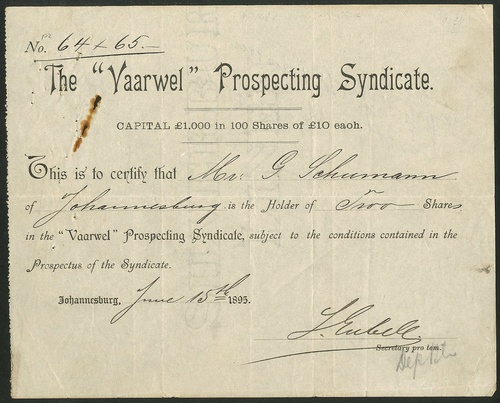 No. 64 & 65.—
The "Vaarwel" Prospecting Syndicate.
CAPITAL £1,000 in 100 Shares of £10 each.
This is to certify that Mr: G. Schumann
of Johannesburg is the Holder of Two Shares
in the "Vaarwel" Prospecting Syndicate, subject to the conditions contained in the
Prospectus of the Syndicate.
Johannesburg, June 15th 1895.
Secretary pro tem.